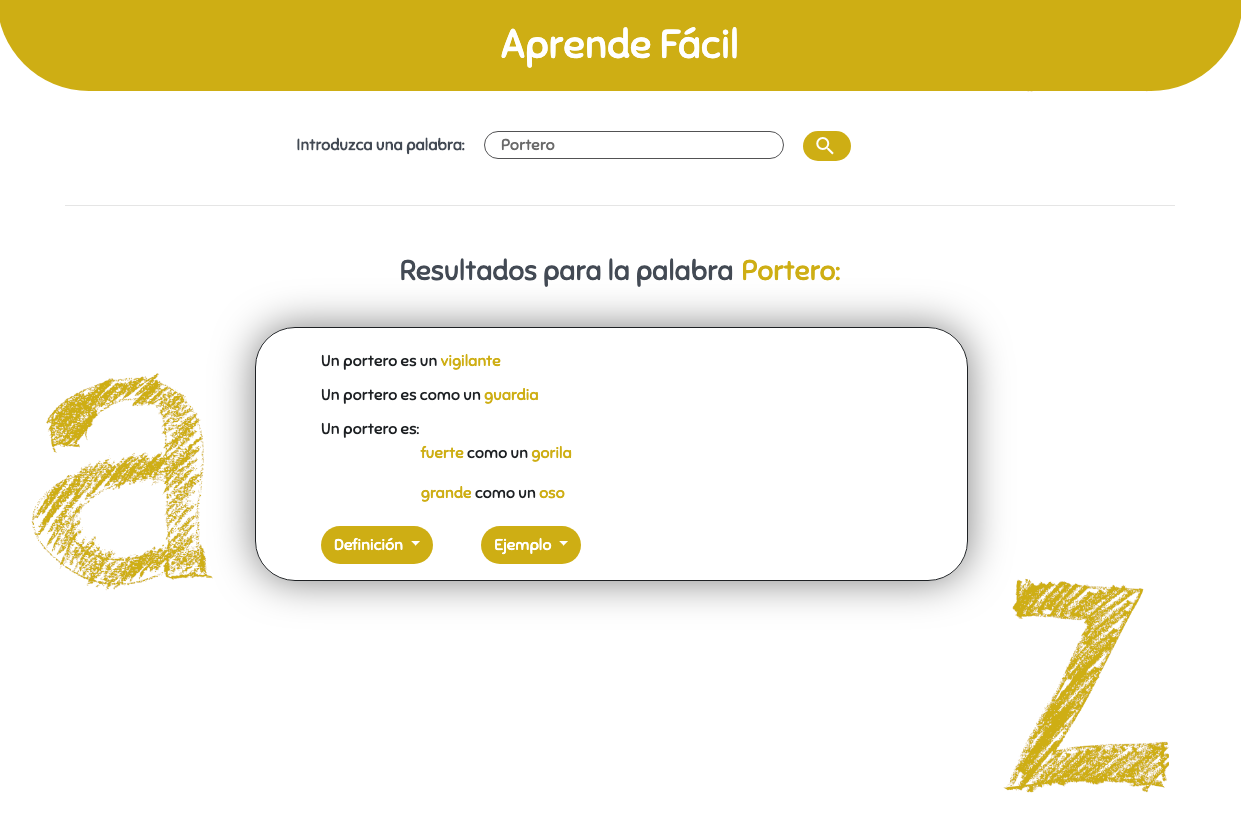 Aprende Fácil
Introduzca una palabra: Portero
Resultados para la palabra Portero:
Un portero es un vigilante
Un portero es como un guardia
Un portero es:
fuerte como un gorila
grande como un oso
Definición Ejemplo
a
z